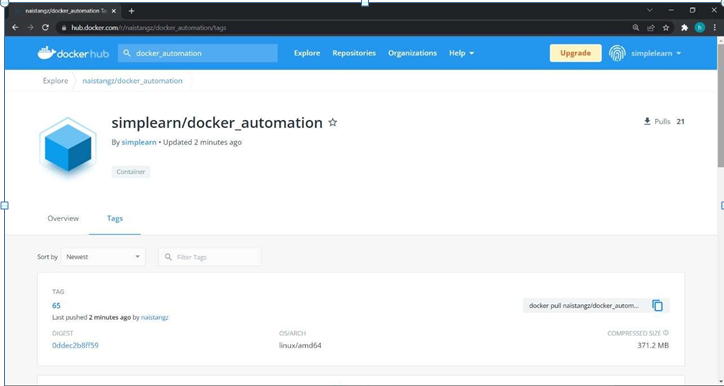 naistangz/docker_automation Ta
hub.docker.com/r/naistangz/docker_automation/tags
dockerhub
docker_automation
Explore Repositories Organizations Help
Upgrade
simplelearn
Explore naistangz/docker_automation
simplearn/docker_automation
Pulls 21
By simplearn • Updated 2 minutes ago
Container
Overview Tags
Sort by Newest Filter Tags
TAG
65
docker pull naistangz/docker_autom...
Last pushed 2 minutes ago by naistangz
DIGEST OS/ARCH COMPRESSED SIZE
0ddec2b8ff59 linux/amd64 371.2 MB